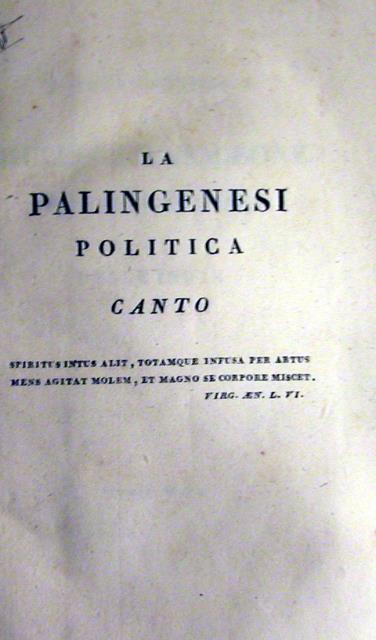 LA
PALINGENESI
POLITICA
CANTO
SPIRITUS INTUS ALIT, TOTAMQUE INFUSA PER ARTUS
MENS AGITAT MOLEM, ET MAGNO SE CORPORE MISCET.
VIRG. ÆN. L. VI.